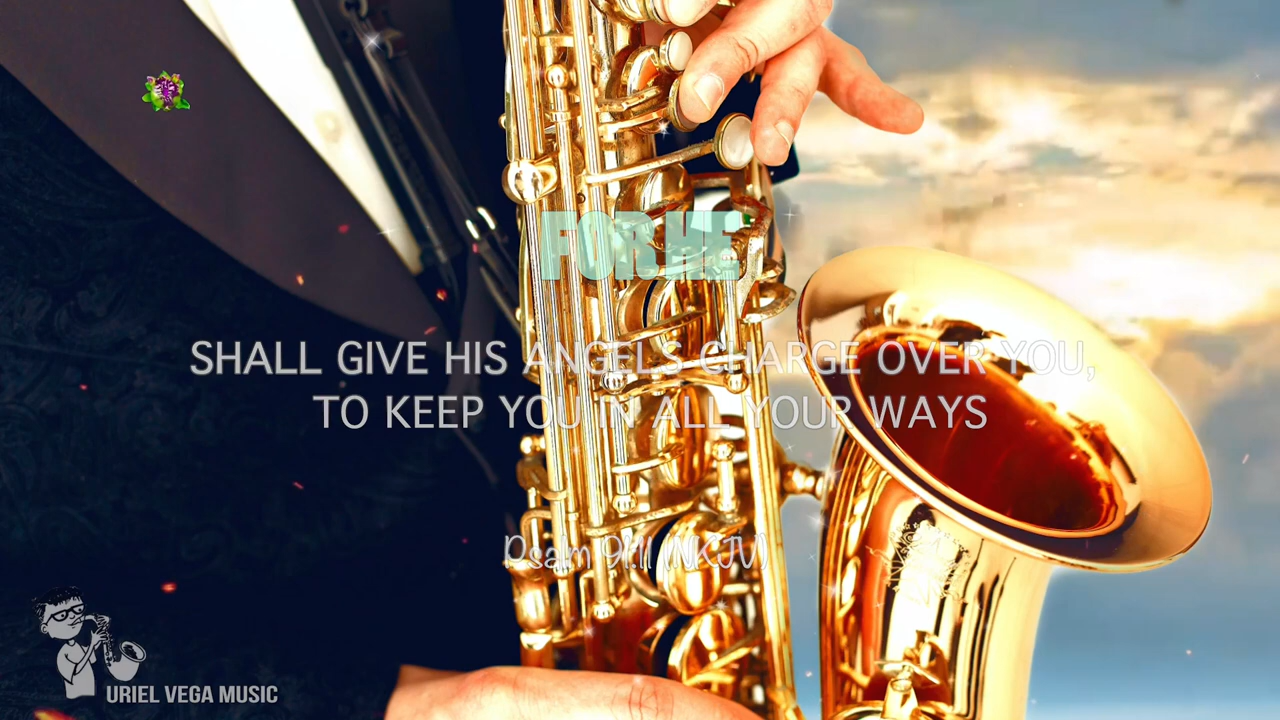 FOR HE
SHALL GIVE HIS ANGELS CHARGE OVER YOU,
TO KEEP YOU IN ALL YOUR WAYS
Psam 91:11 (NKJV)
URIEL VEGA MUSIC